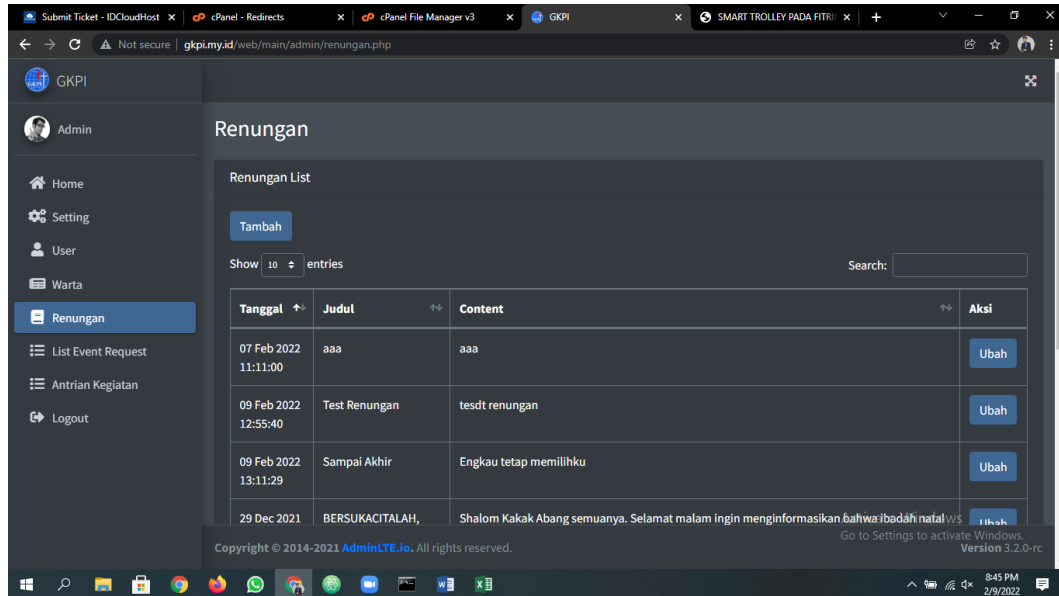 Submit Ticket - IDCloudHost
cPanel - Redirects
cPanel File Manager v3
GKPI
SMART TROLLEY PADA FITRI
Not secure
gkpi.my.id/web/main/admin/renungan.php
GKPI
Admin
Home
Setting
User
Warta
Renungan
List Event Request
Antrian Kegiatan
Logout
Renungan
Renungan List
Tambah
Show 10 entries
Search:
Tanggal Judul Content Aksi
07 Feb 2022 aaa aaa Ubah
11:11:00
09 Feb 2022 Test Renungan tesdt renungan Ubah
12:55:40
09 Feb 2022 Sampai Akhir Engkau tetap memilihku Ubah
13:11:29
29 Dec 2021 BERSUKACITALAH, Shalom Kakak Abang semuanya. Selamat malam ingin menginformasikan bahwa ibadah natal Ubah
Activate Windows
Go to Settings to activate Windows.
Copyright © 2014-2021 AdminLTE.io. All rights reserved.
Version 3.2.0-rc
8:45 PM
2/9/2022